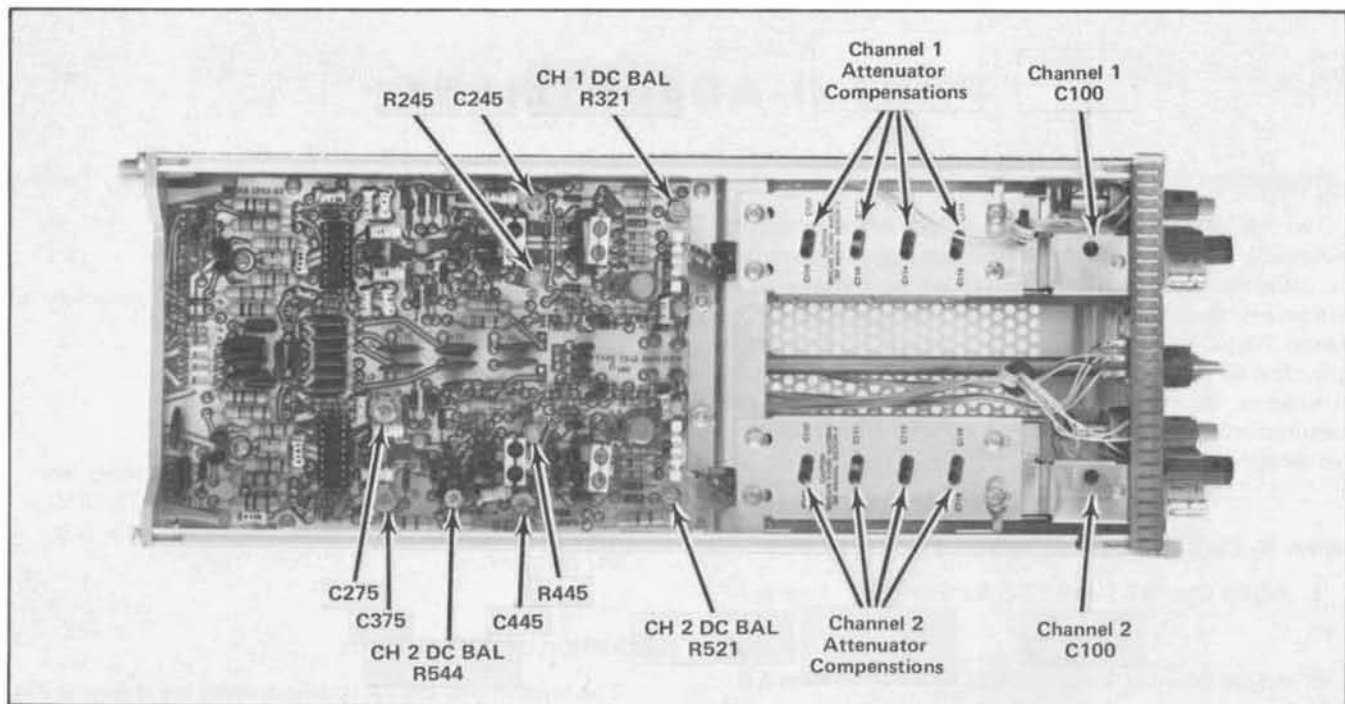 Channel 1
Attenuator
Compensations
Channel 1
C100
CH 1 DC BAL
R321
R245 C245
C275
C375
CH 2 DC BAL
R544
C445
R445
CH 2 DC BAL
R521
Channel 2
Attenuator
Compenstions
Channel 2
C100